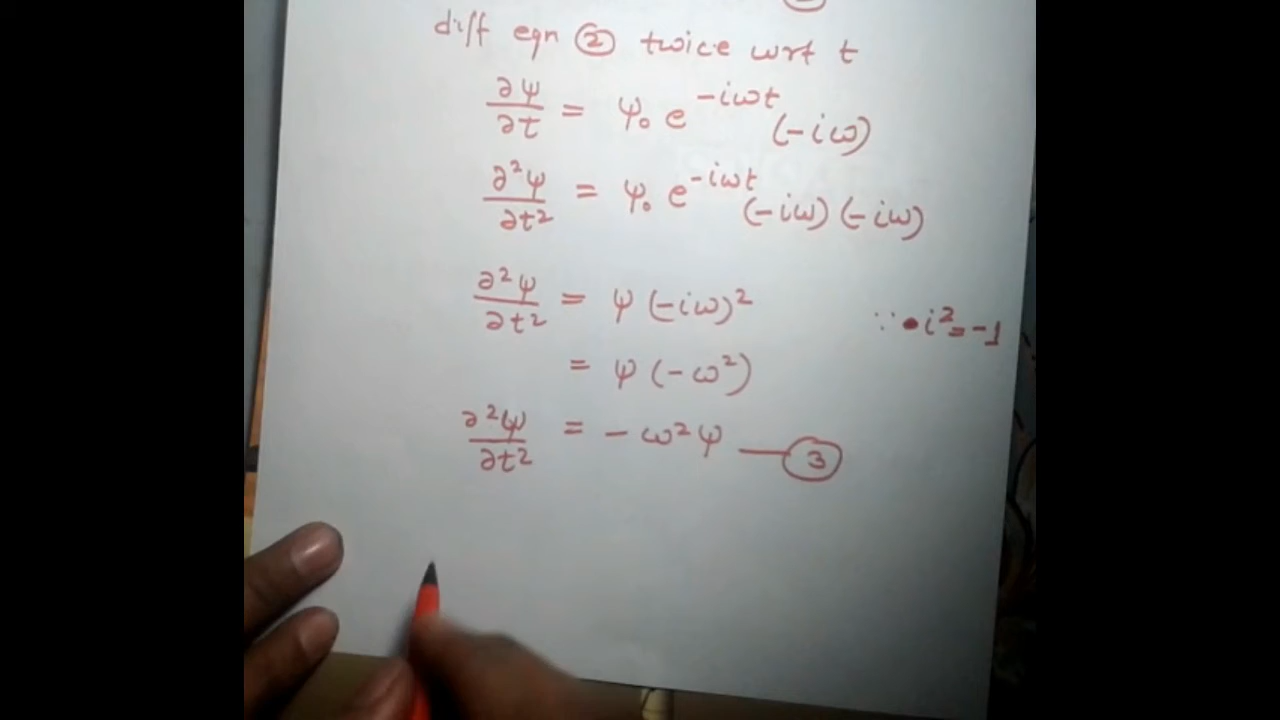 diff eqn ② twice wrt t
∂ψ/∂t = ψ₀ e^{-iωt} (-iω)
∂²ψ/∂t² = ψ₀ e^{-iωt} (-iω) (-iω)
∂²ψ/∂t² = ψ (-iω)² ∵ i² = -1
= ψ (-ω²)
∂²ψ/∂t² = - ω²ψ — ③